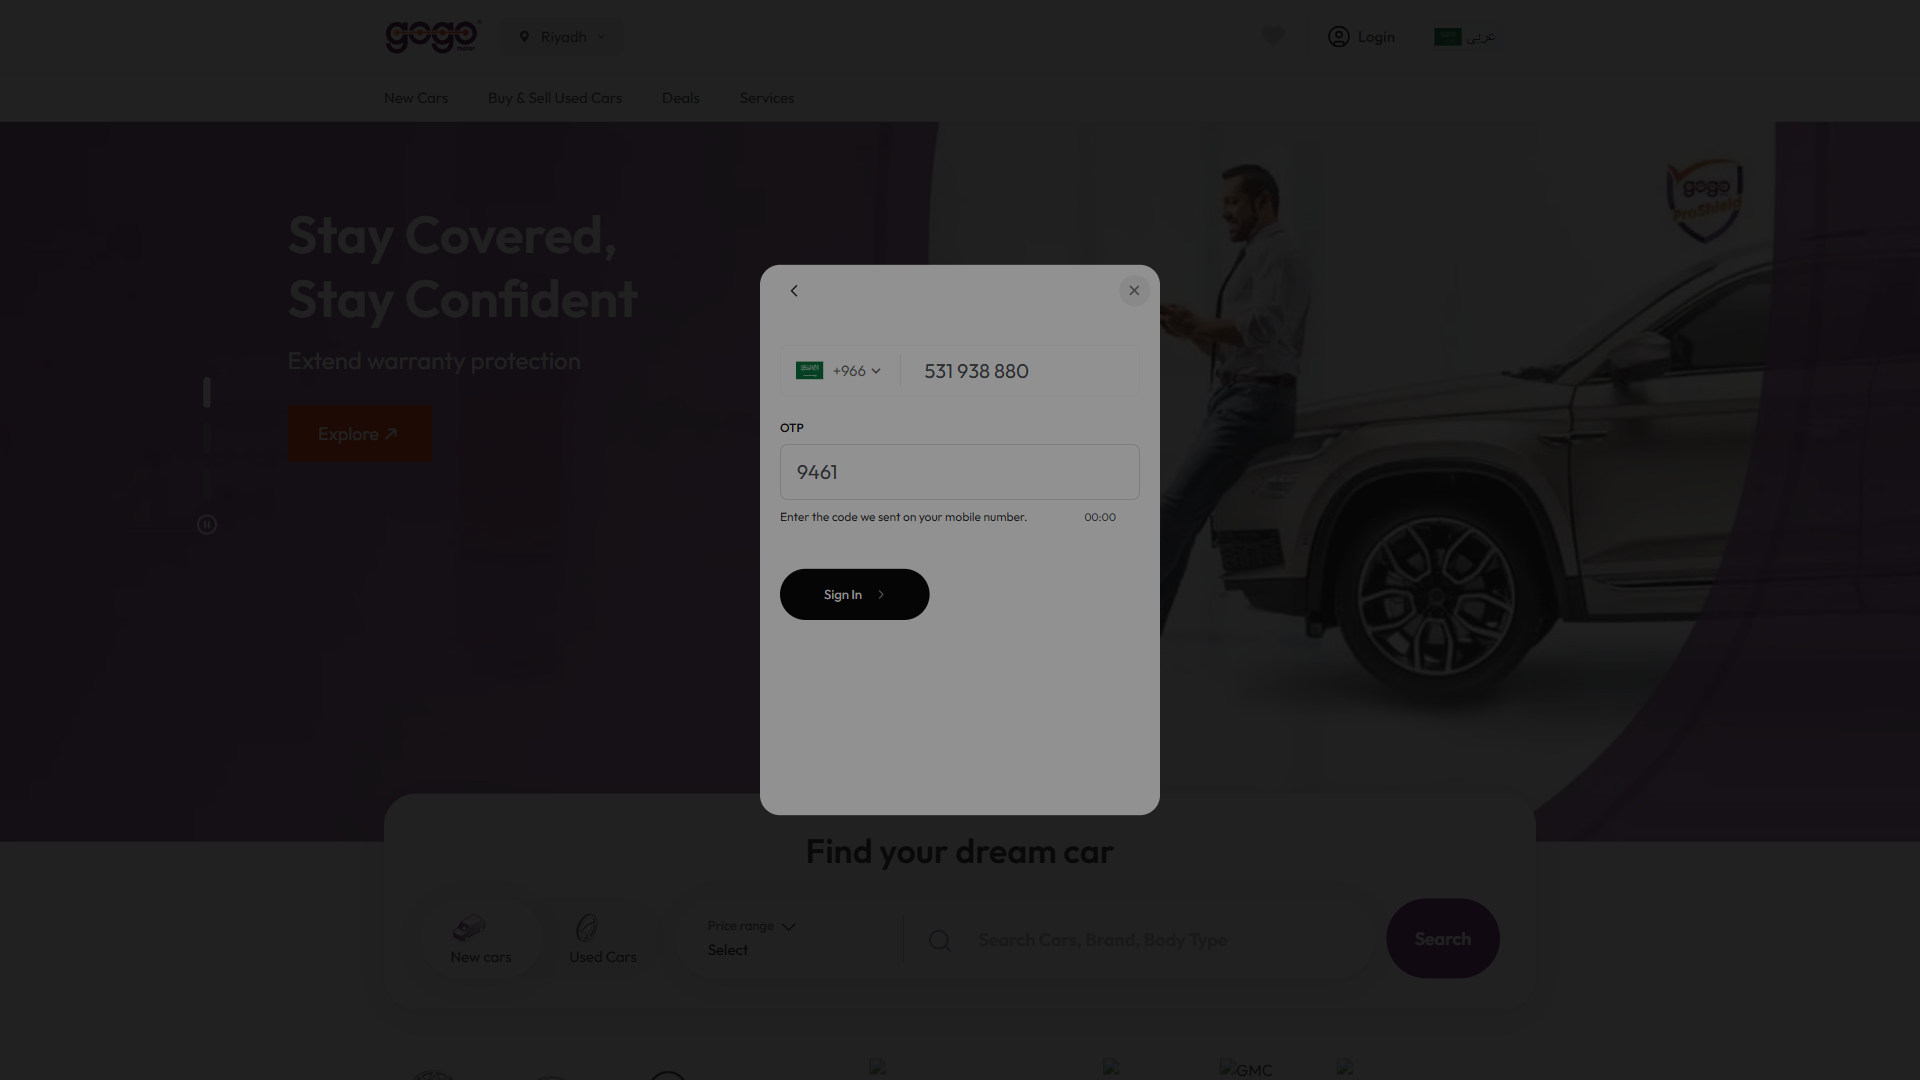 gogo
motor
Riyadh
Login
عربي
New Cars
Buy & Sell Used Cars
Deals
Services
Stay Covered,
Stay Confident
Extend warranty protection
Explore
gogo
ProShield
+966
531 938 880
OTP
9461
Enter the code we sent on your mobile number.
00:00
Sign In
Find your dream car
New cars
Used Cars
Price range
Select
Search Cars, Brand, Body Type
Search
GMC